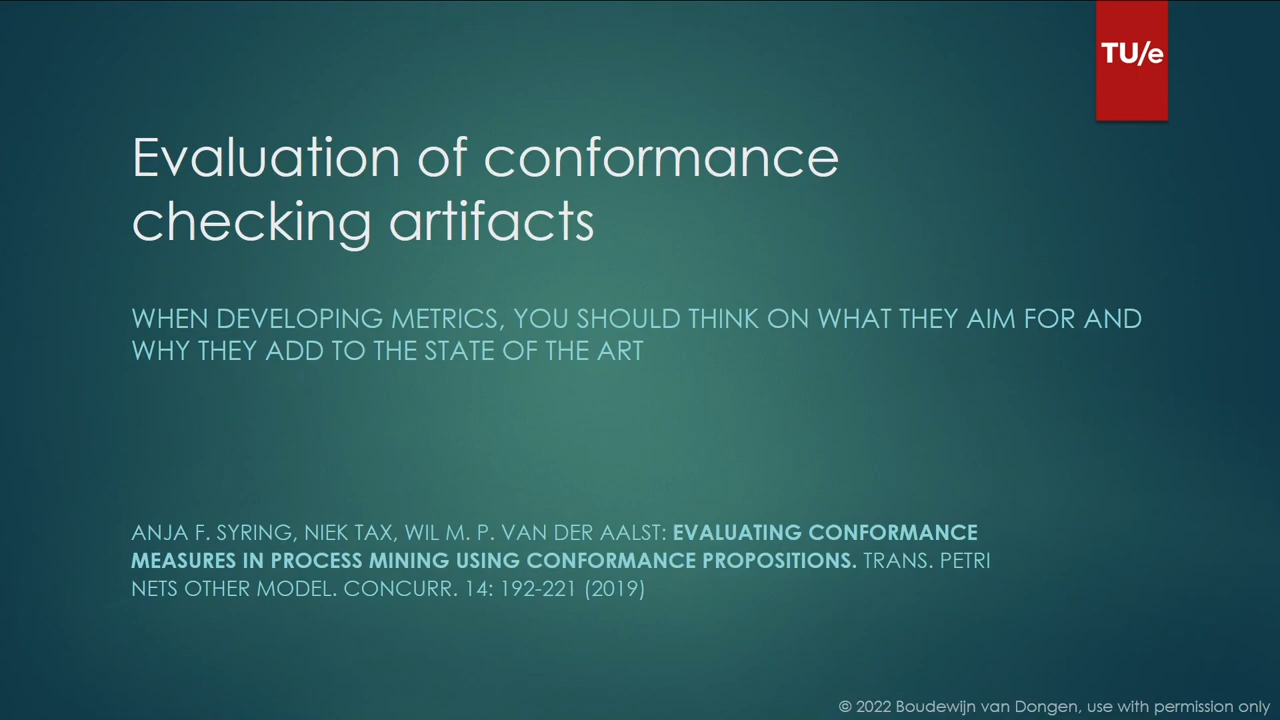 TU/e
Evaluation of conformance
checking artifacts
WHEN DEVELOPING METRICS, YOU SHOULD THINK ON WHAT THEY AIM FOR AND
WHY THEY ADD TO THE STATE OF THE ART
ANJA F. SYRING, NIEK TAX, WIL M. P. VAN DER AALST: EVALUATING CONFORMANCE
MEASURES IN PROCESS MINING USING CONFORMANCE PROPOSITIONS. TRANS. PETRI
NETS OTHER MODEL. CONCURR. 14: 192-221 (2019)
© 2022 Boudewijn van Dongen, use with permission only